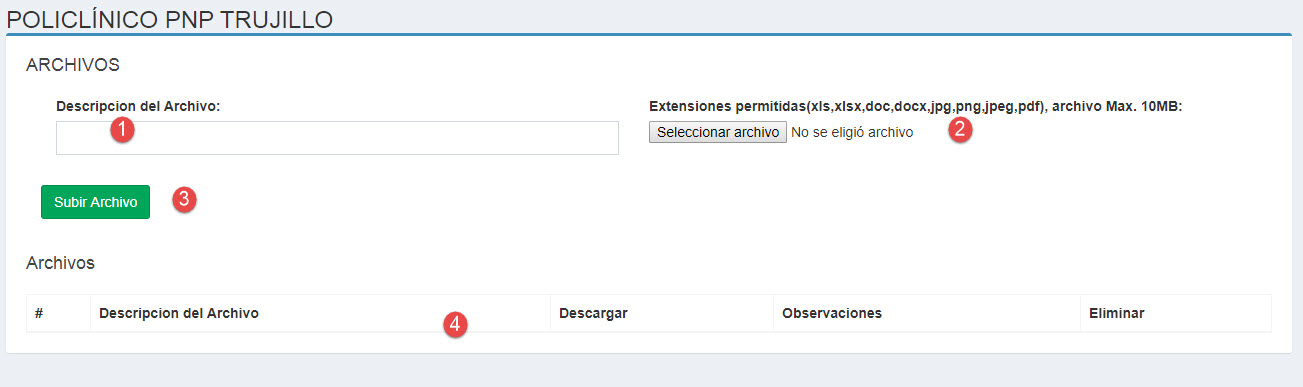 POLICLÍNICO PNP TRUJILLO
ARCHIVOS
Descripcion del Archivo: Extensiones permitidas(xls,xlsx,doc,docx,jpg,png,jpeg,pdf), archivo Max. 10MB:
1 Seleccionar archivo No se eligió archivo 2
Subir Archivo 3
Archivos
# Descripcion del Archivo Descargar Observaciones Eliminar
4